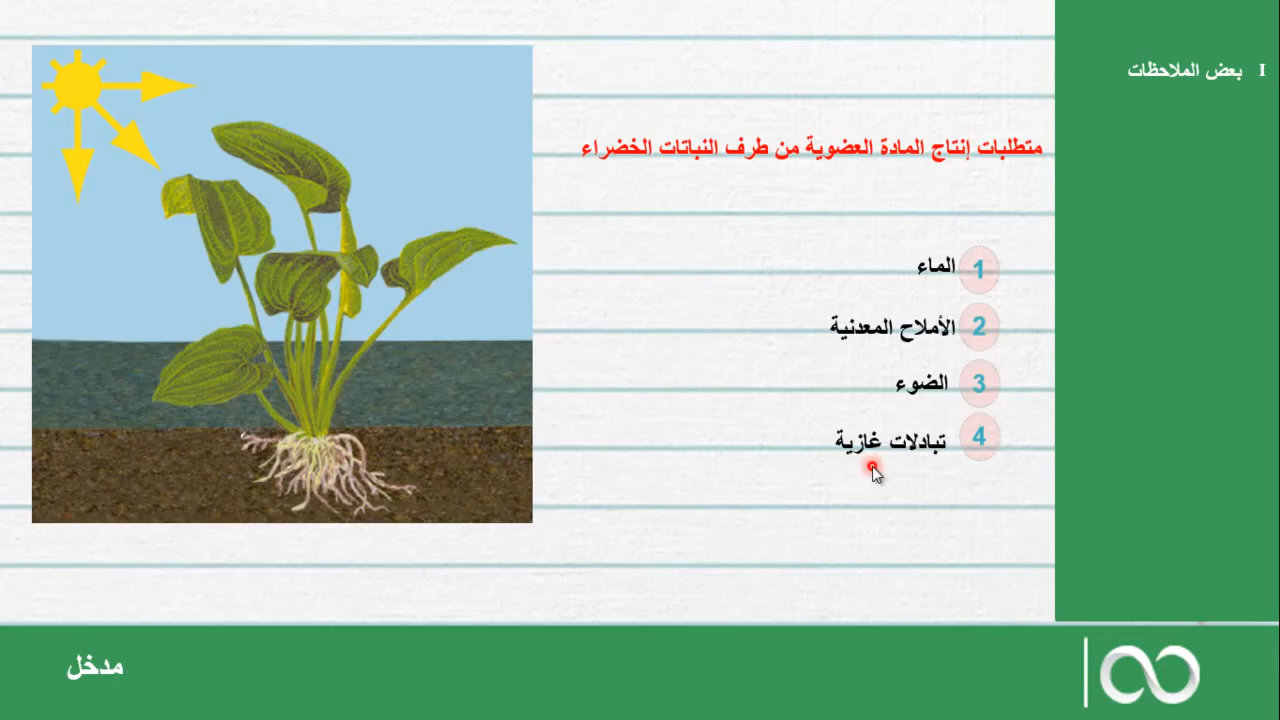 I بعض الملاحظات
متطلبات إنتاج المادة العضوية من طرف النباتات الخضراء
1 الماء
2 الأملاح المعدنية
3 الضوء
4 تبادلات غازية
مدخل